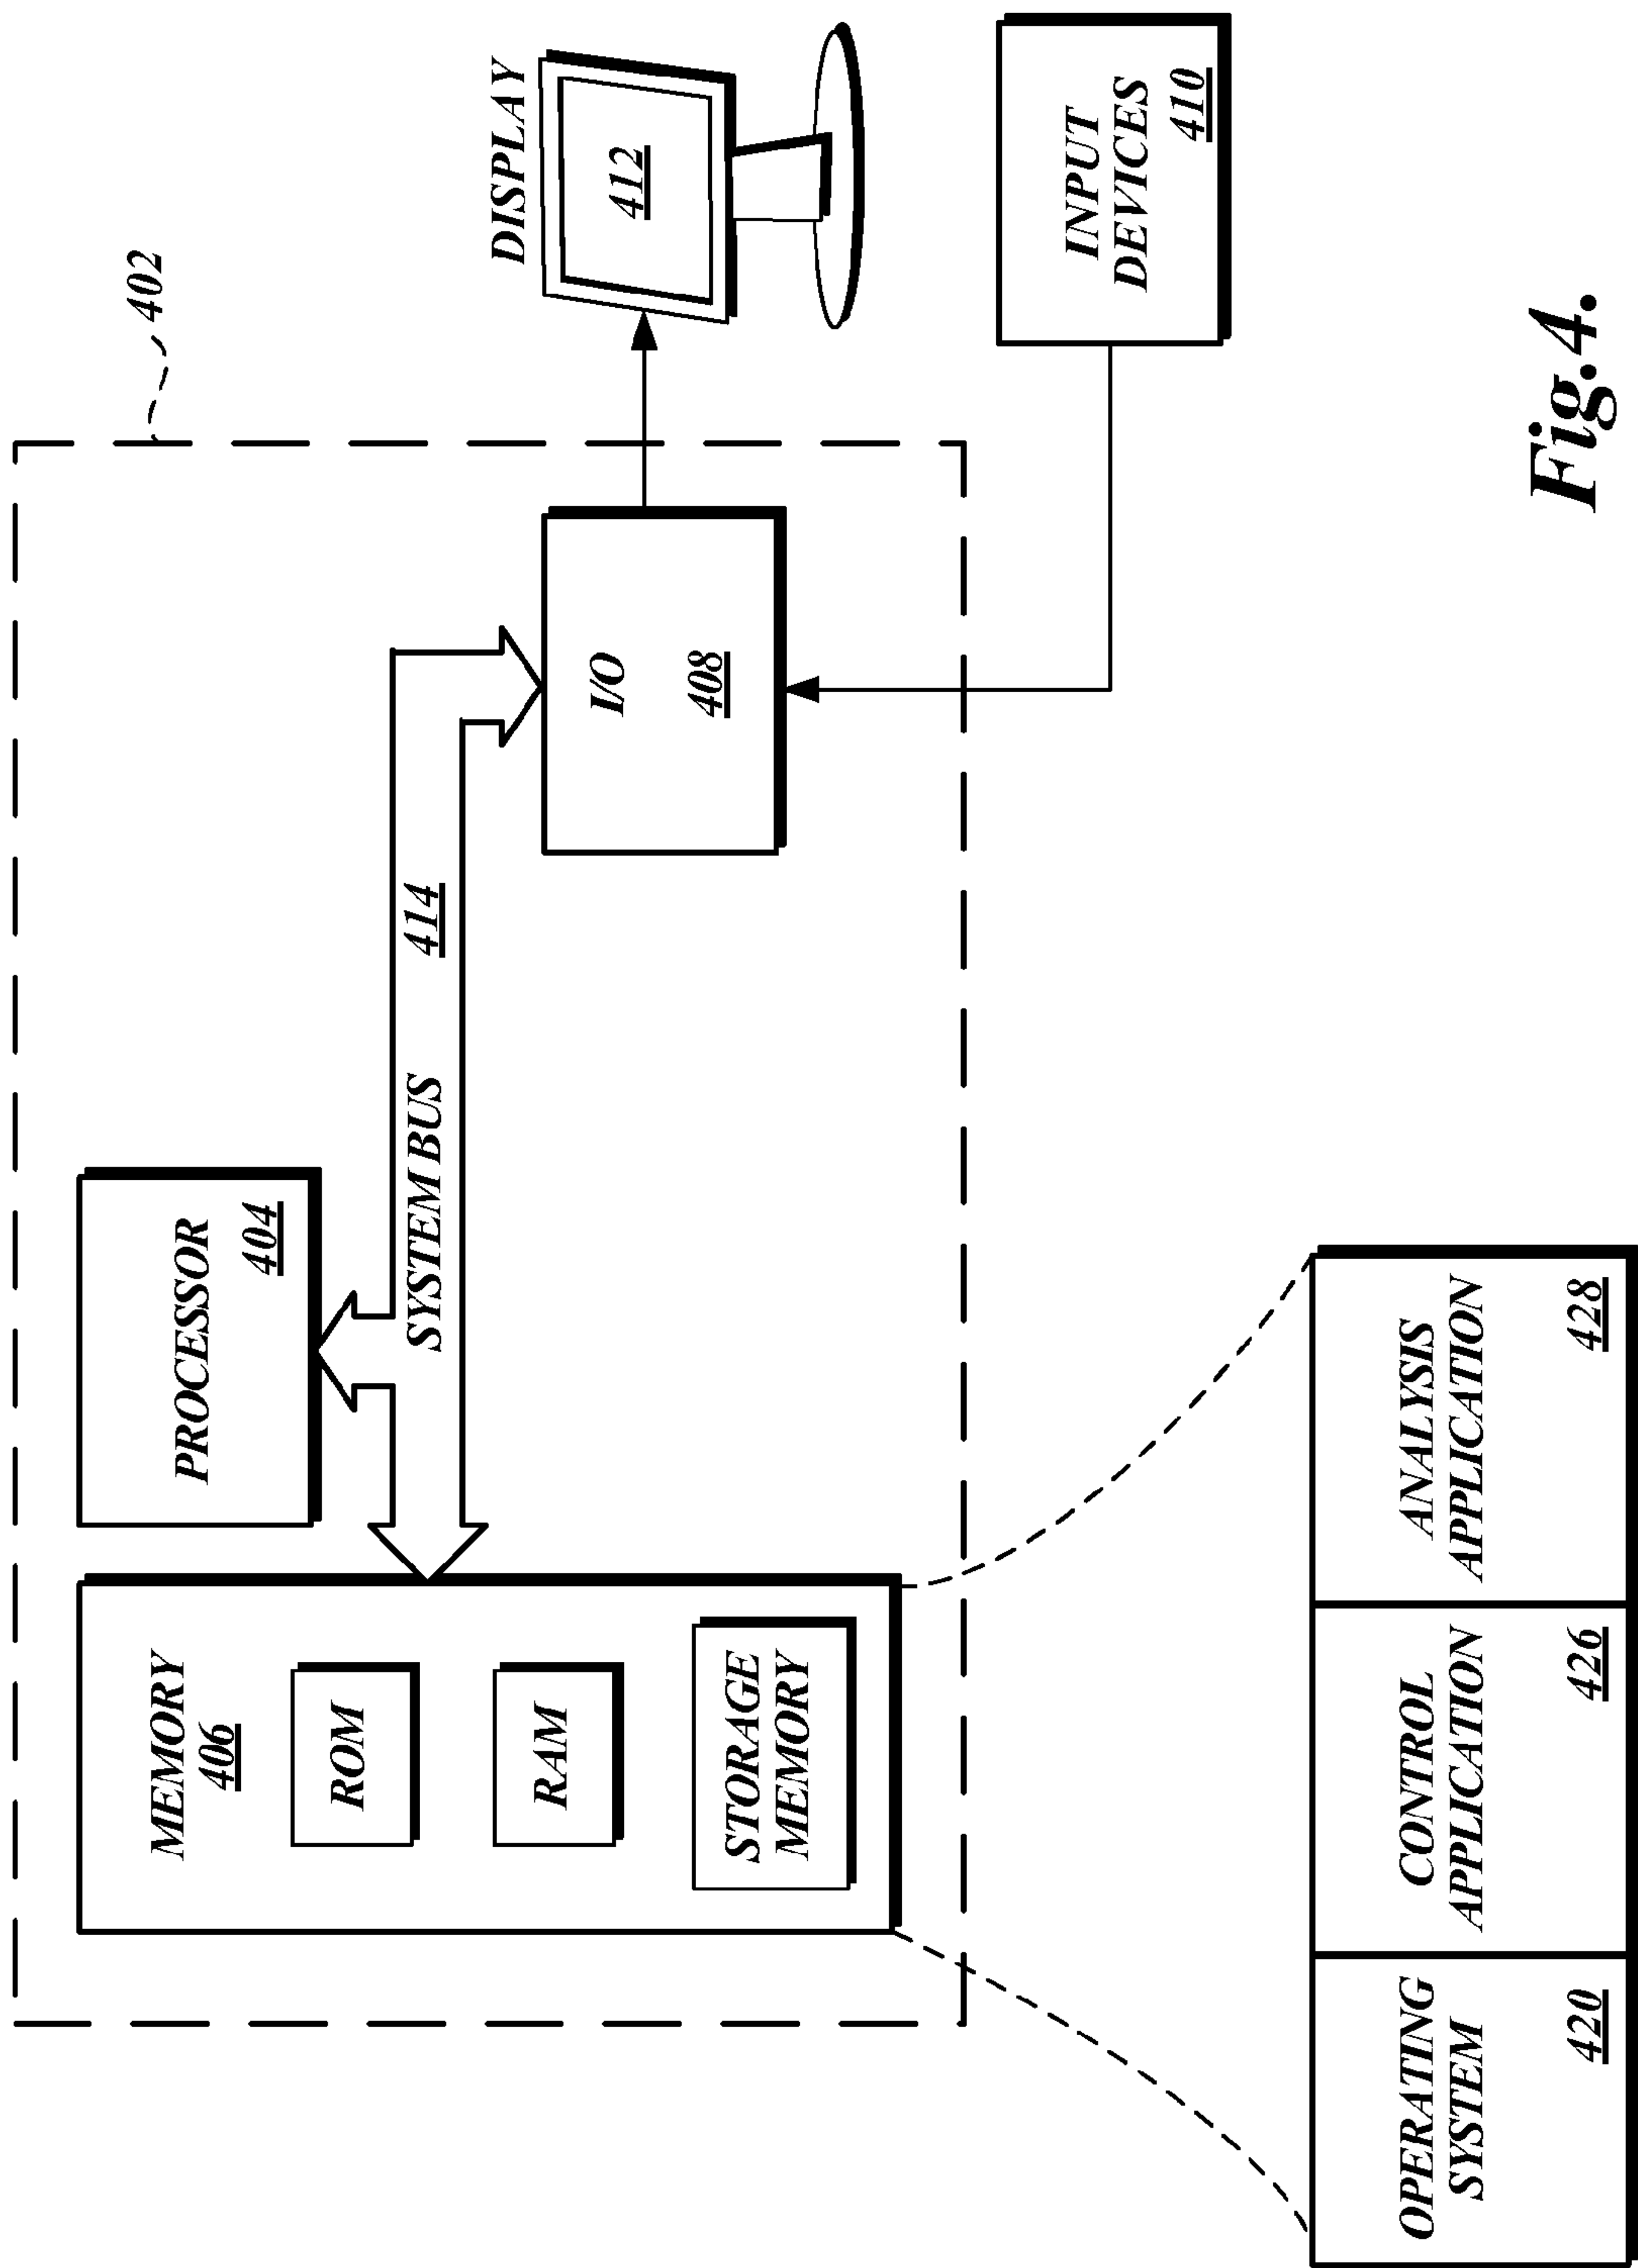 402
MEMORY
406
ROM
RAM
STORAGE
MEMORY
PROCESSOR
404
SYSTEM BUS 414
I/O
408
DISPLAY
412
INPUT
DEVICES
410
OPERATING
SYSTEM
420
CONTROL
APPLICATION
426
ANALYSIS
APPLICATION
428
Fig.4.